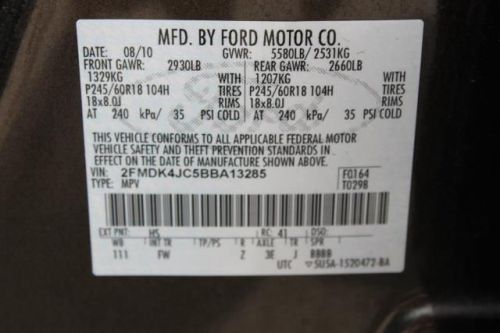 MFD. BY FORD MOTOR CO.
DATE: 08/10 GVWR: 5580LB/ 2531KG
FRONT GAWR: 2930LB REAR GAWR: 2660LB
1329KG WITH 1207KG WITH
P245/60R18 104H TIRES P245/60R18 104H TIRES
18x8.0J RIMS 18x8.0J RIMS
AT 240 kPa/ 35 PSI COLD AT 240 kPa/ 35 PSI COLD
THIS VEHICLE CONFORMS TO ALL APPLICABLE FEDERAL MOTOR
VEHICLE SAFETY AND THEFT PREVENTION STANDARDS IN
EFFECT ON THE DATE OF MANUFACTURE SHOWN ABOVE.
VIN: 2FMDK4JC5BBA13285 F0164
TYPE: MPV T0298
EXT PNT: HS RC: 41 DSO:
WB INT TR TP/PS R AXLE TR SPR
111 FW Z 3E J BBBB
UTC 5U5A-1520472-BA